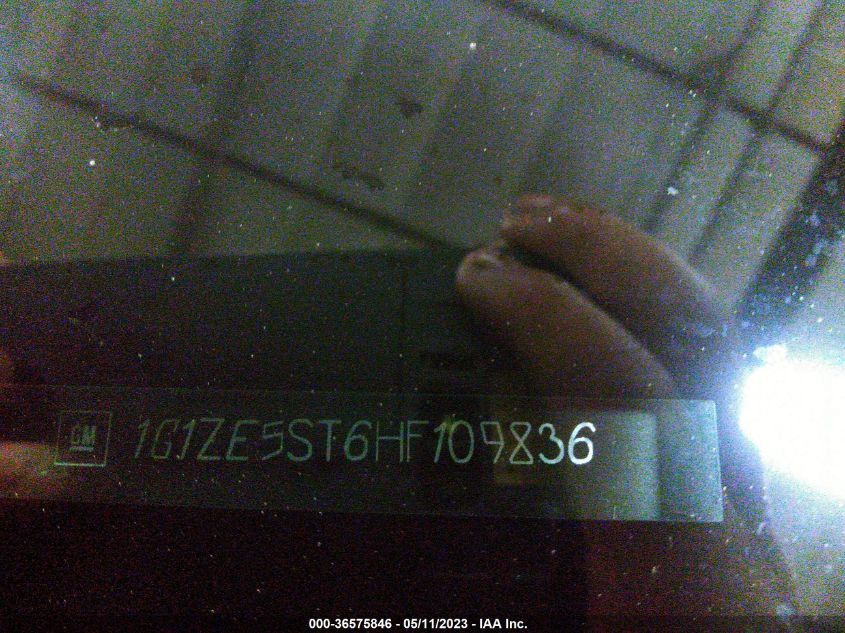 GM 1G1ZE5ST6HF109836
000-36575846 - 05/11/2023 - IAA Inc.